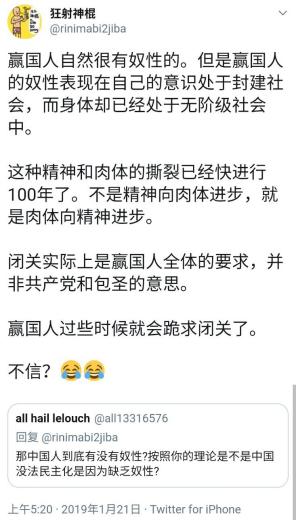 狂射神棍
@rinimabi2jiba
赢国人自然很有奴性的。但是赢国人
的奴性表现在自己的意识处于封建社
会，而身体却已经处于无阶级社会
中。
这种精神和肉体的撕裂已经快进行
100年了。不是精神向肉体进步，就
是肉体向精神进步。
闭关实际上是赢国人全体的要求，并
非共产党和包圣的意思。
赢国人过些时候就会跪求闭关了。
不信？😂😂
all hail lelouch @all13316576
回复 @rinimabi2jiba
那中国人到底有没有奴性?按照你的理论是不是中国
没法民主化是因为缺乏奴性?
上午5:20 · 2019年1月21日 · Twitter for iPhone